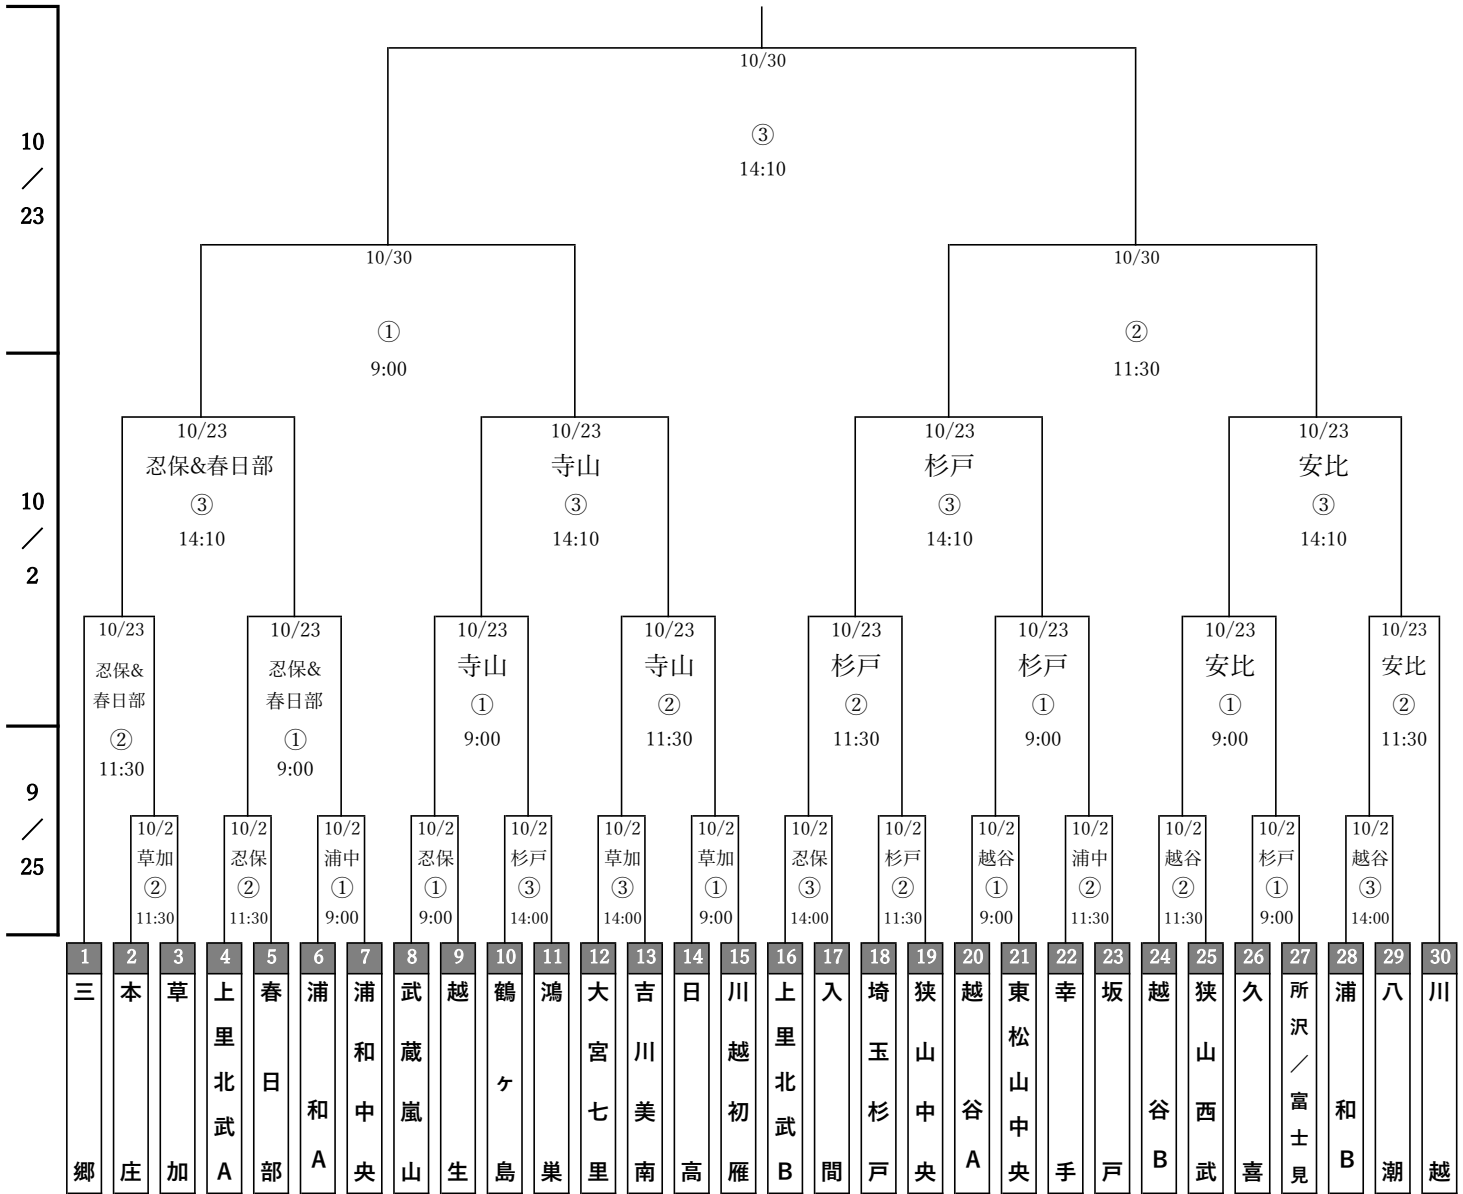 10/30
③
14:10
10
／
23
10/30
①
9:00
10/30
②
11:30
10/23
忍保&春日部
③
14:10
10/23
寺山
③
14:10
10/23
杉戸
③
14:10
10/23
安比
③
14:10
10
／
2
10/23
忍保&
春日部
②
11:30
10/23
忍保&
春日部
①
9:00
10/23
寺山
①
9:00
10/23
寺山
②
11:30
10/23
杉戸
②
11:30
10/23
杉戸
①
9:00
10/23
安比
①
9:00
10/23
安比
②
11:30
9
／
25
10/2
草加
②
11:30
10/2
忍保
②
11:30
10/2
浦中
①
9:00
10/2
忍保
①
9:00
10/2
杉戸
③
14:00
10/2
草加
③
14:00
10/2
草加
①
9:00
10/2
忍保
③
14:00
10/2
杉戸
②
11:30
10/2
越谷
①
9:00
10/2
浦中
②
11:30
10/2
越谷
②
11:30
10/2
杉戸
①
9:00
10/2
越谷
③
14:00
1
三郷
2
本庄
3
草加
4
上里北武A
5
春日部
6
浦和A
7
浦和中央
8
武蔵嵐山
9
越生
10
鶴ヶ島
11
鴻巣
12
大宮七里
13
吉川美南
14
日高
15
川越初雁
16
上里北武B
17
入間
18
埼玉杉戸
19
狭山中央
20
越谷A
21
東松山中央
22
幸手
23
坂戸
24
越谷B
25
狭山西武
26
久喜
27
所沢／富士見
28
浦和B
29
八潮
30
川越